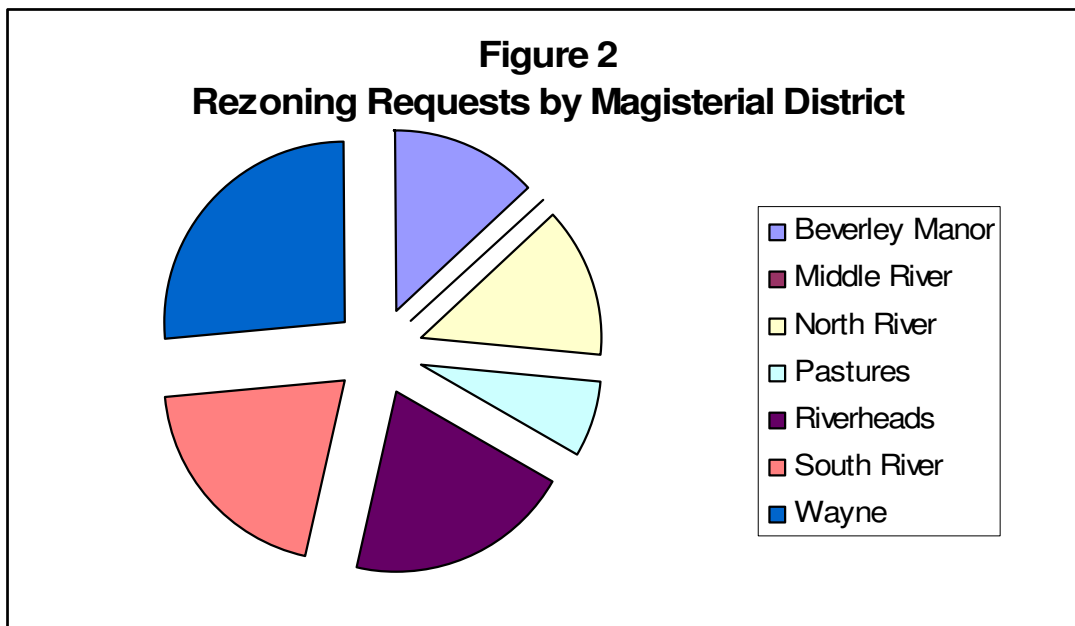 Figure 2
Rezoning Requests by Magisterial District
Beverley Manor
Middle River
North River
Pastures
Riverheads
South River
Wayne